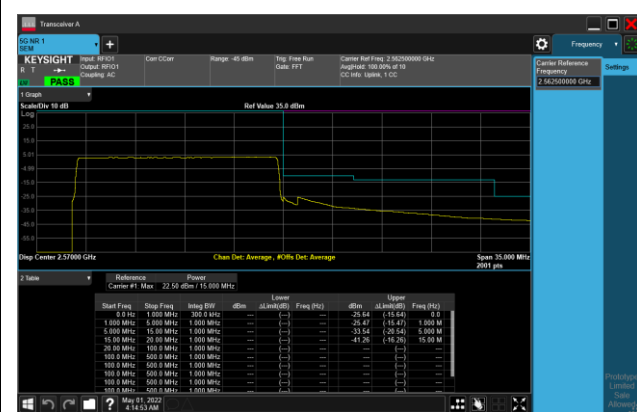 Transceiver A
5G NR 1
SEM
Frequency
KEYSIGHT
Input: RFIO1
Output: RFIO1
Coupling: AC
Corr CCorr
Range: -45 dBm
Trig: Free Run
Gate: FFT
Carrier Ref Freq: 2.562500000 GHz
Avg|Hold: 100.00% of 10
CC Info: Uplink, 1 CC
R T
PASS
Carrier Reference
Frequency
2.562500000 GHz
Settings
1 Graph
Scale/Div 10 dB
Ref Value 35.0 dBm
Log
25.0
15.0
5.01
-4.99
-15.0
-25.0
-35.0
-45.0
-55.0
Disp Center 2.57000 GHz
Chan Det: Average , #Offs Det: Average
Span 35.000 MHz
2001 pts
2 Table
Reference Power
Carrier #1 Max 22.50 dBm / 15.000 MHz
Lower Upper
Start Freq Stop Freq Integ BW dBm ΔLimit(dB) Freq (Hz) dBm ΔLimit(dB) Freq (Hz)
0.0 Hz 1.000 MHz 300.0 kHz --- (---) --- -25.64 (-15.64) 0.0
1.000 MHz 5.000 MHz 1.000 MHz --- (---) --- -25.47 (-15.47) 1.000 M
5.000 MHz 15.00 MHz 1.000 MHz --- (---) --- -33.54 (-20.54) 5.000 M
15.00 MHz 20.00 MHz 1.000 MHz --- (---) --- -41.26 (-16.26) 15.00 M
20.00 MHz 100.0 MHz 1.000 MHz --- (---) --- --- (---) ---
100.0 MHz 500.0 MHz 1.000 MHz --- (---) --- --- (---) ---
100.0 MHz 500.0 MHz 1.000 MHz --- (---) --- --- (---) ---
100.0 MHz 500.0 MHz 1.000 MHz --- (---) --- --- (---) ---
100.0 MHz 500.0 MHz 1.000 MHz --- (---) --- --- (---) ---
100.0 MHz 500.0 MHz 1.000 MHz --- (---) --- --- (---) ---
Prototype
Limited
Sale
Allowed
May 01, 2022
4:14:53 AM